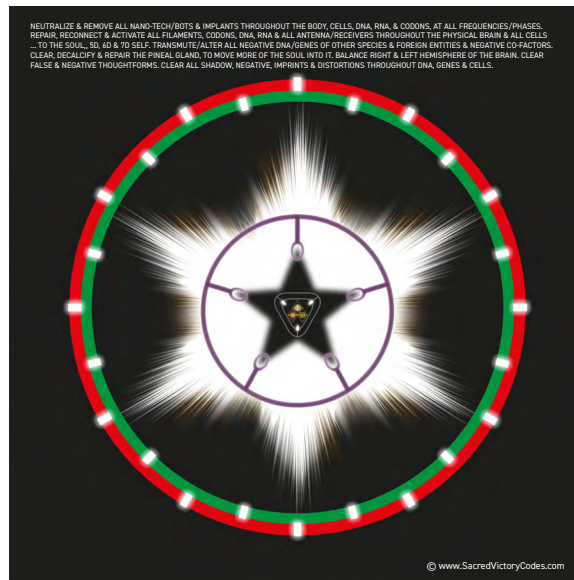 NEUTRALIZE & REMOVE ALL NANO-TECH/BOTS & IMPLANTS THROUGHOUT THE BODY, CELLS, DNA, RNA, & CODONS, AT ALL FREQUENCIES/PHASES.
REPAIR, RECONNECT & ACTIVATE ALL FILAMENTS, CODONS, DNA, RNA & ALL ANTENNA/RECEIVERS THROUGHOUT THE PHYSICAL BRAIN & ALL CELLS
... TO THE SOUL,, 5D, 6D & 7D SELF. TRANSMUTE/ALTER ALL NEGATIVE DNA/GENES OF OTHER SPECIES & FOREIGN ENTITIES & NEGATIVE CO-FACTORS.
CLEAR, DECALCIFY & REPAIR THE PINEAL GLAND, TO MOVE MORE OF THE SOUL INTO IT. BALANCE RIGHT & LEFT HEMISPHERE OF THE BRAIN. CLEAR
FALSE & NEGATIVE THOUGHTFORMS. CLEAR ALL SHADOW, NEGATIVE, IMPRINTS & DISTORTIONS THROUGHOUT DNA, GENES & CELLS.
© www.SacredVictoryCodes.com